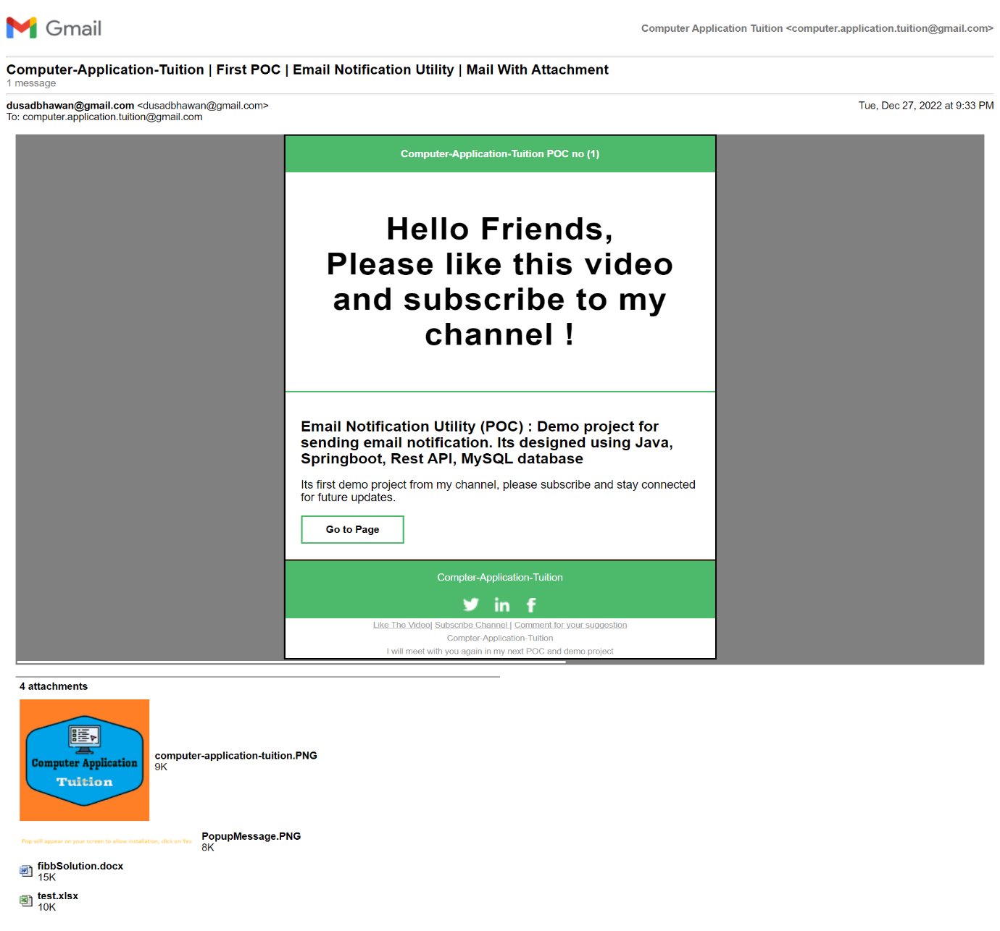 Gmail
Computer Application Tuition <computer.application.tuition@gmail.com>
Computer-Application-Tuition | First POC | Email Notification Utility | Mail With Attachment
1 message
dusadbhawan@gmail.com <dusadbhawan@gmail.com>
Tue, Dec 27, 2022 at 9:33 PM
To: computer.application.tuition@gmail.com
Computer-Application-Tuition POC no (1)
Hello Friends,
Please like this video
and subscribe to my
channel !
Email Notification Utility (POC) : Demo project for
sending email notification. Its designed using Java,
Springboot, Rest API, MySQL database
Its first demo project from my channel, please subscribe and stay connected
for future updates.
Go to Page
Compter-Application-Tuition
Like The Video| Subscribe Channel | Comment for your suggestion
Compter-Application-Tuition
I will meet with you again in my next POC and demo project
4 attachments
Computer Application
Tuition
computer-application-tuition.PNG
9K
Pop will appear on your screen to allow installation, click on Yes
PopupMessage.PNG
8K
fibbSolution.docx
15K
test.xlsx
10K